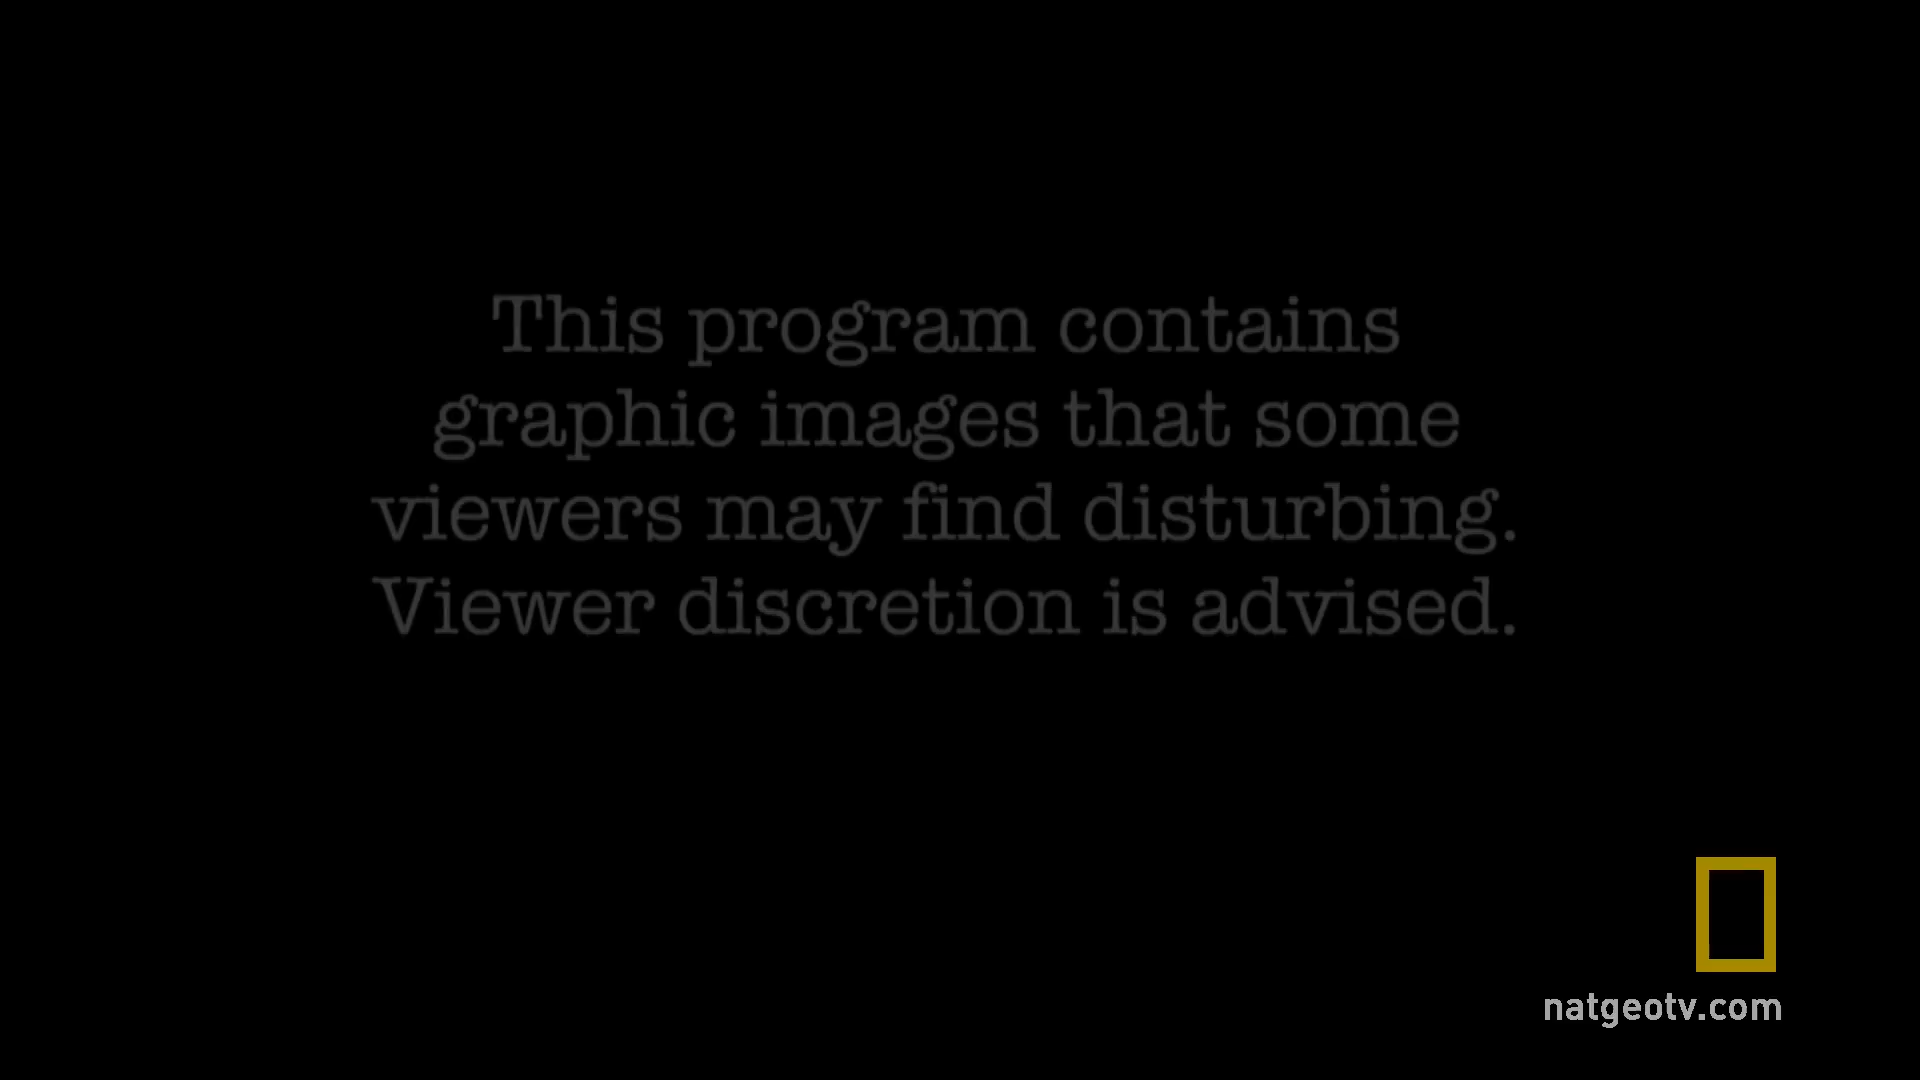 This program contains
graphic images that some
viewers may find disturbing.
Viewer discretion is advised.
natgeotv.com